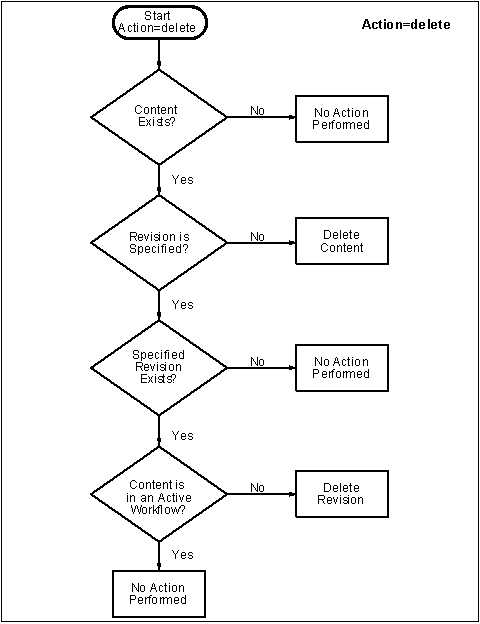 Start
Action=delete
Action=delete
Content
Exists?
No
No Action
Performed
Yes
Revision is
Specified?
No
Delete
Content
Yes
Specified
Revision
Exists?
No
No Action
Performed
Yes
Content is
in an Active
Workflow?
No
Delete
Revision
Yes
No Action
Performed